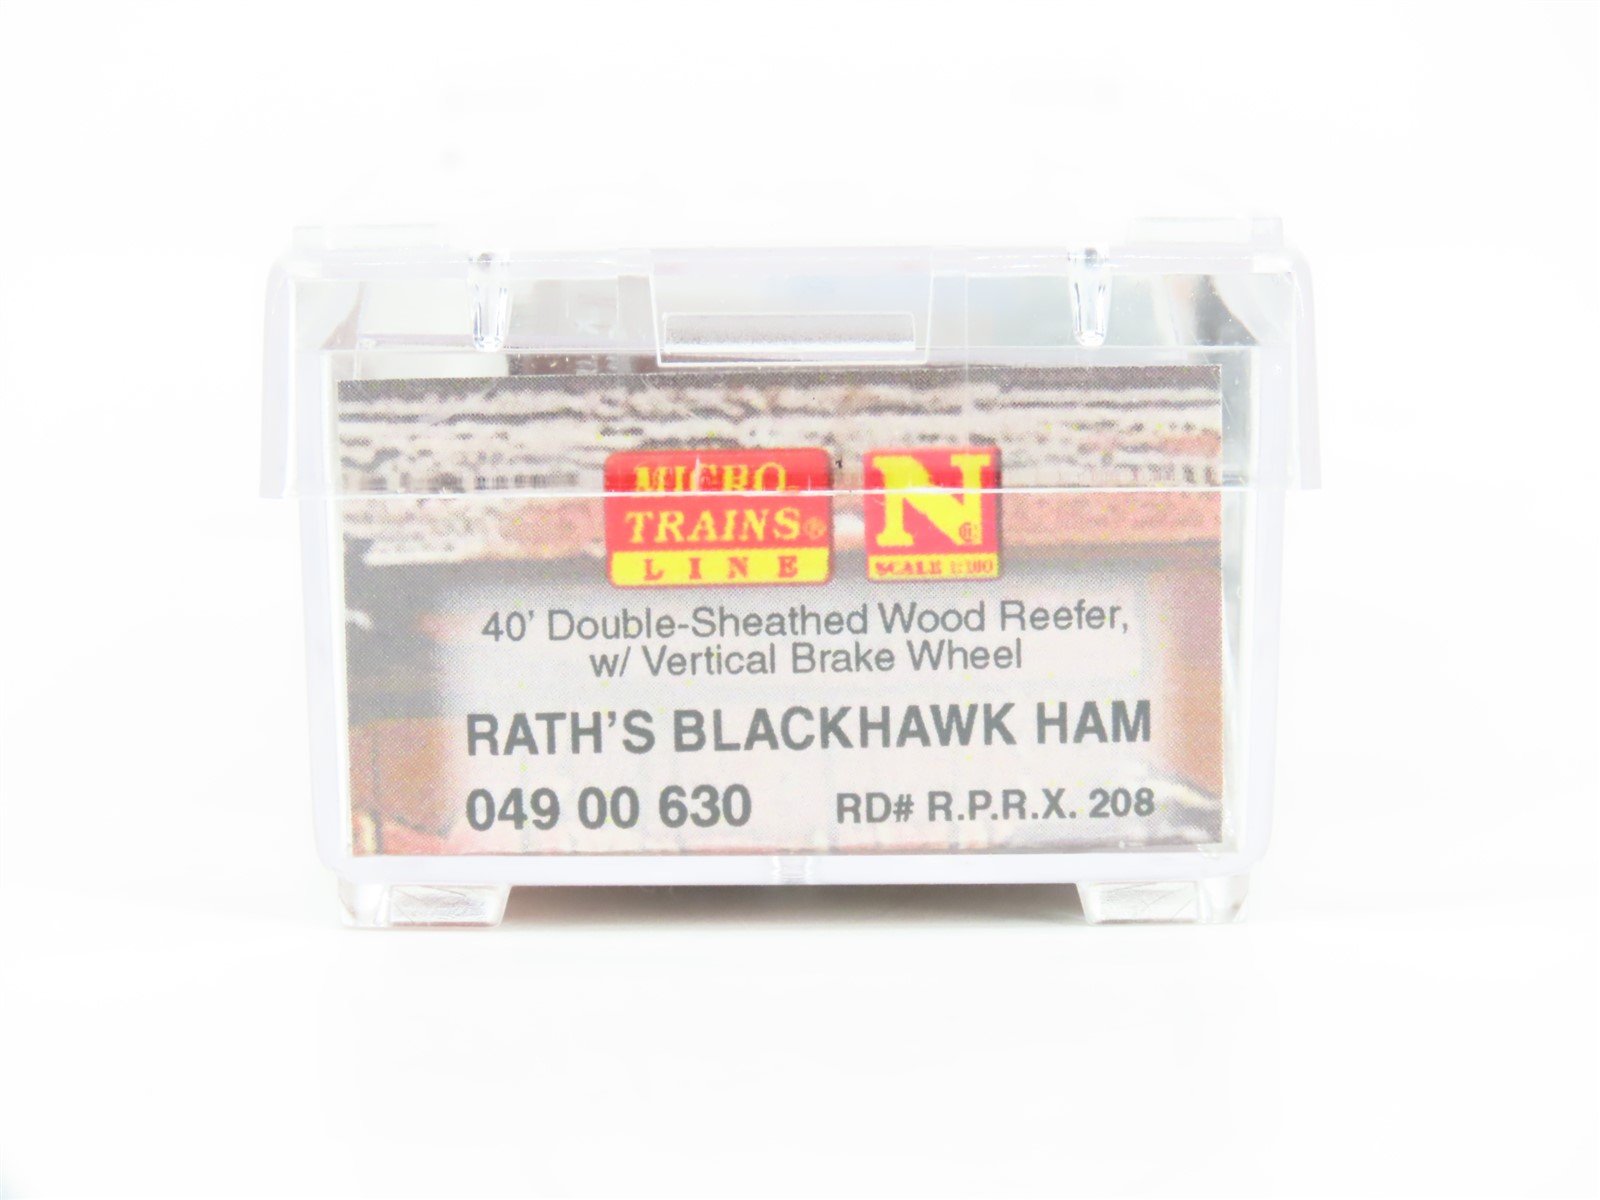 MICRO
TRAINS®
LINE
N
SCALE 1:160
40' Double-Sheathed Wood Reefer,
w/ Vertical Brake Wheel
RATH'S BLACKHAWK HAM
049 00 630 RD# R.P.R.X. 208